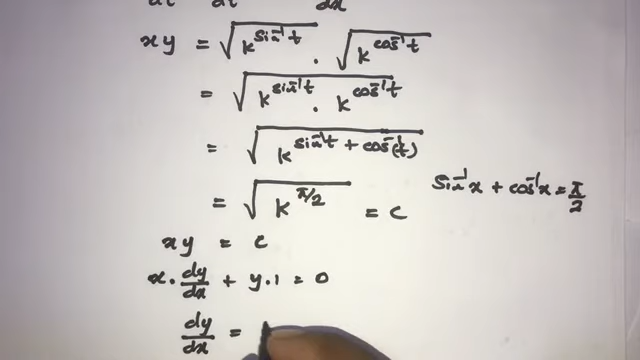 xy = √(k^(sin⁻¹t)) . √(k^(cos⁻¹t))
= √(k^(sin⁻¹t) . k^(cos⁻¹t))
= √(k^(sin⁻¹t + cos⁻¹(t)))
= √(k^(π/2)) = c
sin⁻¹x + cos⁻¹x = π/2
xy = c
x . dy/dx + y.1 = 0
dy/dx =